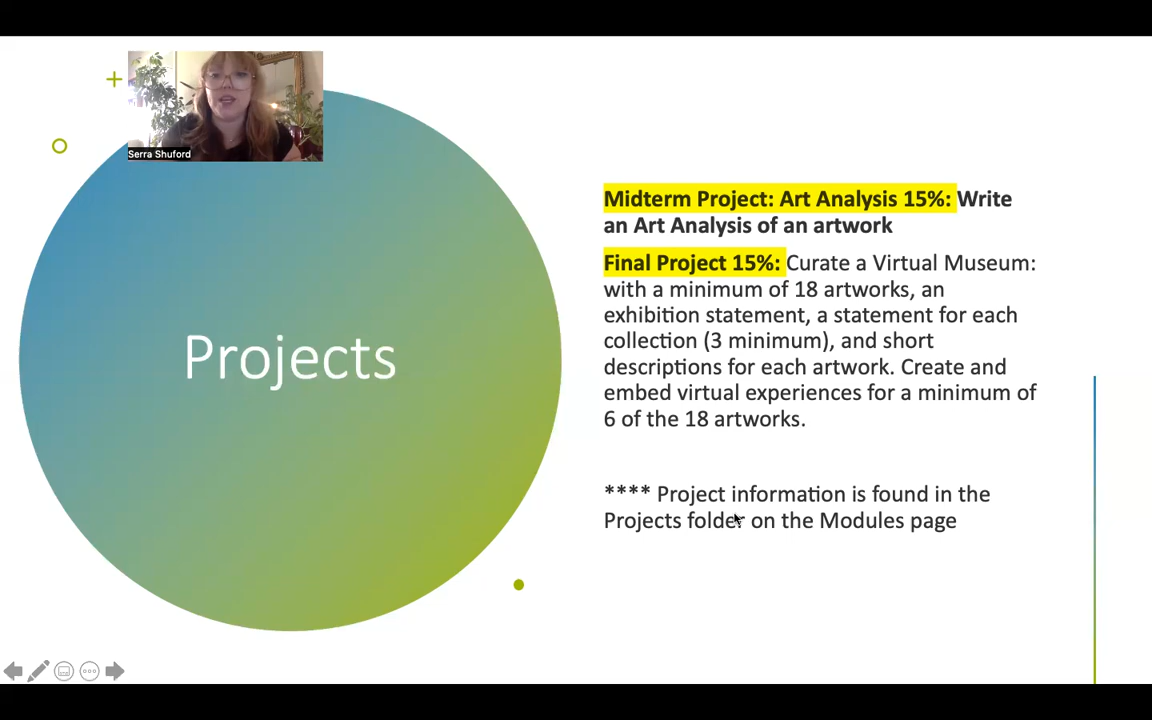 Serra Shuford
Projects
Midterm Project: Art Analysis 15%: Write
an Art Analysis of an artwork
Final Project 15%: Curate a Virtual Museum:
with a minimum of 18 artworks, an
exhibition statement, a statement for each
collection (3 minimum), and short
descriptions for each artwork. Create and
embed virtual experiences for a minimum of
6 of the 18 artworks.
**** Project information is found in the
Projects folder on the Modules page